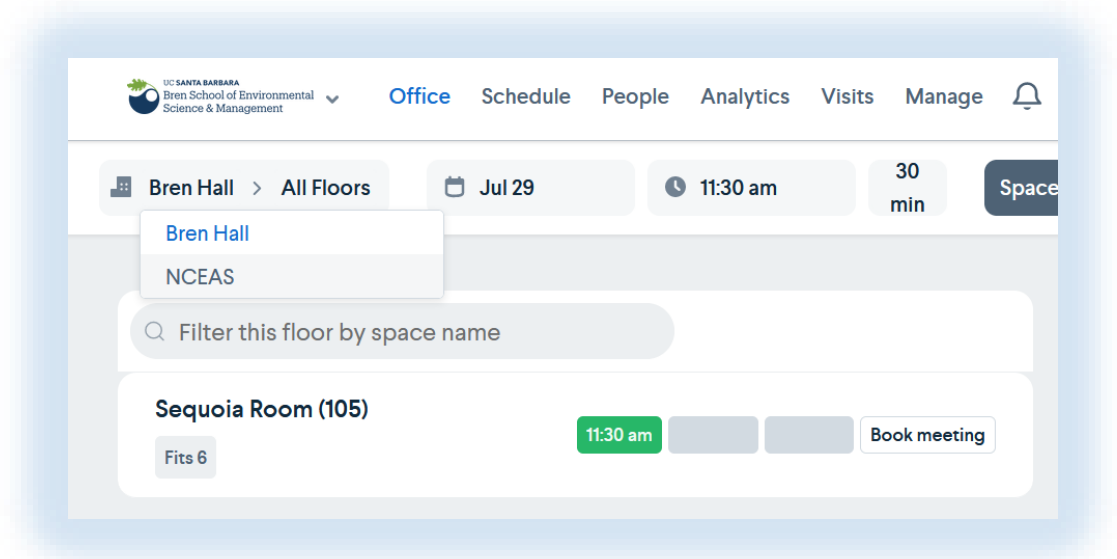 UC SANTA BARBARA
Bren School of Environmental
Science & Management
Office Schedule People Analytics Visits Manage
Bren Hall > All Floors Jul 29 11:30 am 30 min Space
Bren Hall
NCEAS
Filter this floor by space name
Sequoia Room (105)
Fits 6
11:30 am Book meeting